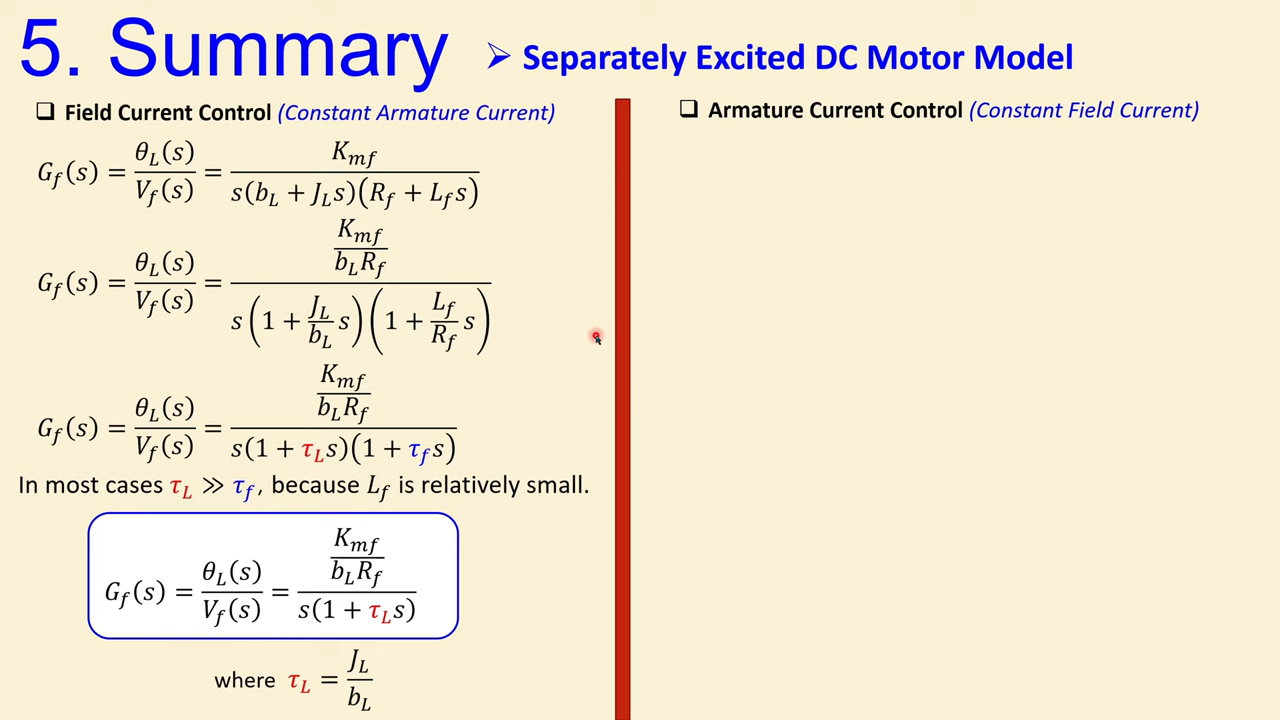 5. Summary
➢ Separately Excited DC Motor Model
❑ Field Current Control (Constant Armature Current)
G_f(s) = θ_L(s)/V_f(s) = K_mf / (s(b_L + J_L s)(R_f + L_f s))
G_f(s) = θ_L(s)/V_f(s) = (K_mf/(b_L R_f)) / (s(1 + (J_L/b_L) s)(1 + (L_f/R_f) s))
G_f(s) = θ_L(s)/V_f(s) = (K_mf/(b_L R_f)) / (s(1 + τ_L s)(1 + τ_f s))
In most cases τ_L ≫ τ_f, because L_f is relatively small.
G_f(s) = θ_L(s)/V_f(s) = (K_mf/(b_L R_f)) / (s(1 + τ_L s))
where τ_L = J_L/b_L
❑ Armature Current Control (Constant Field Current)